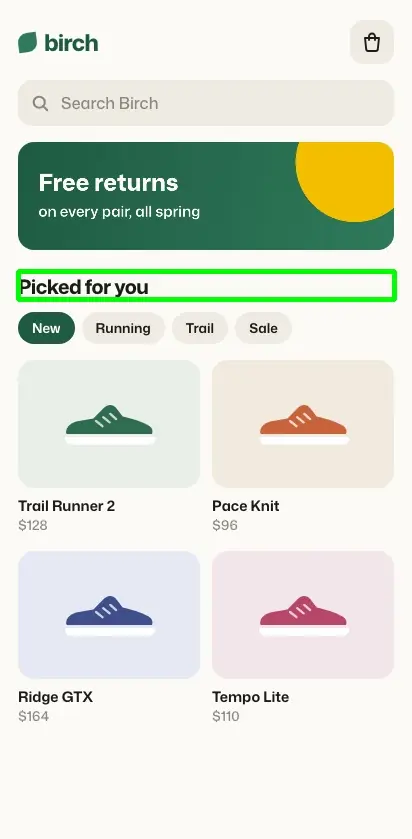 birch
Search Birch
Free returns
on every pair, all spring
Picked for you
New
Running
Trail
Sale
Trail Runner 2
$128
Pace Knit
$96
Ridge GTX
$164
Tempo Lite
$110